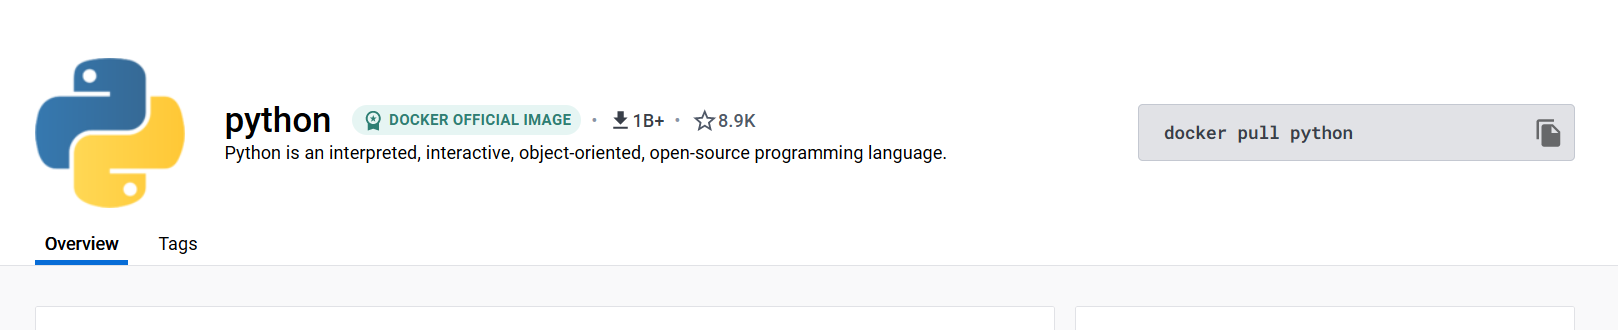 python DOCKER OFFICIAL IMAGE • 1B+ • 8.9K
Python is an interpreted, interactive, object-oriented, open-source programming language.
docker pull python
Overview Tags